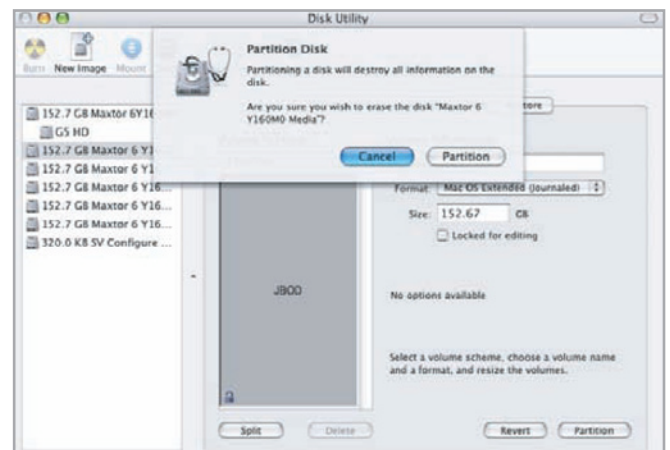 Disk Utility
Burn New Image Mount
Partition Disk
Partitioning a disk will destroy all information on the
disk.
Are you sure you wish to erase the disk "Maxtor 6
Y160M0 Media"?
Cancel Partition
152.7 GB Maxtor 6Y16
G5 HD
152.7 GB Maxtor 6 Y1
152.7 GB Maxtor 6 Y1
152.7 GB Maxtor 6 Y16...
152.7 GB Maxtor 6 Y16...
152.7 GB Maxtor 6 Y16...
320.0 KB SV Configure ...
Format: Mac OS Extended (Journaled)
Size: 152.67 GB
Locked for editing
JBOD
No options available
Select a volume scheme, choose a volume name
and a format, and resize the volumes.
Split Delete Revert Partition